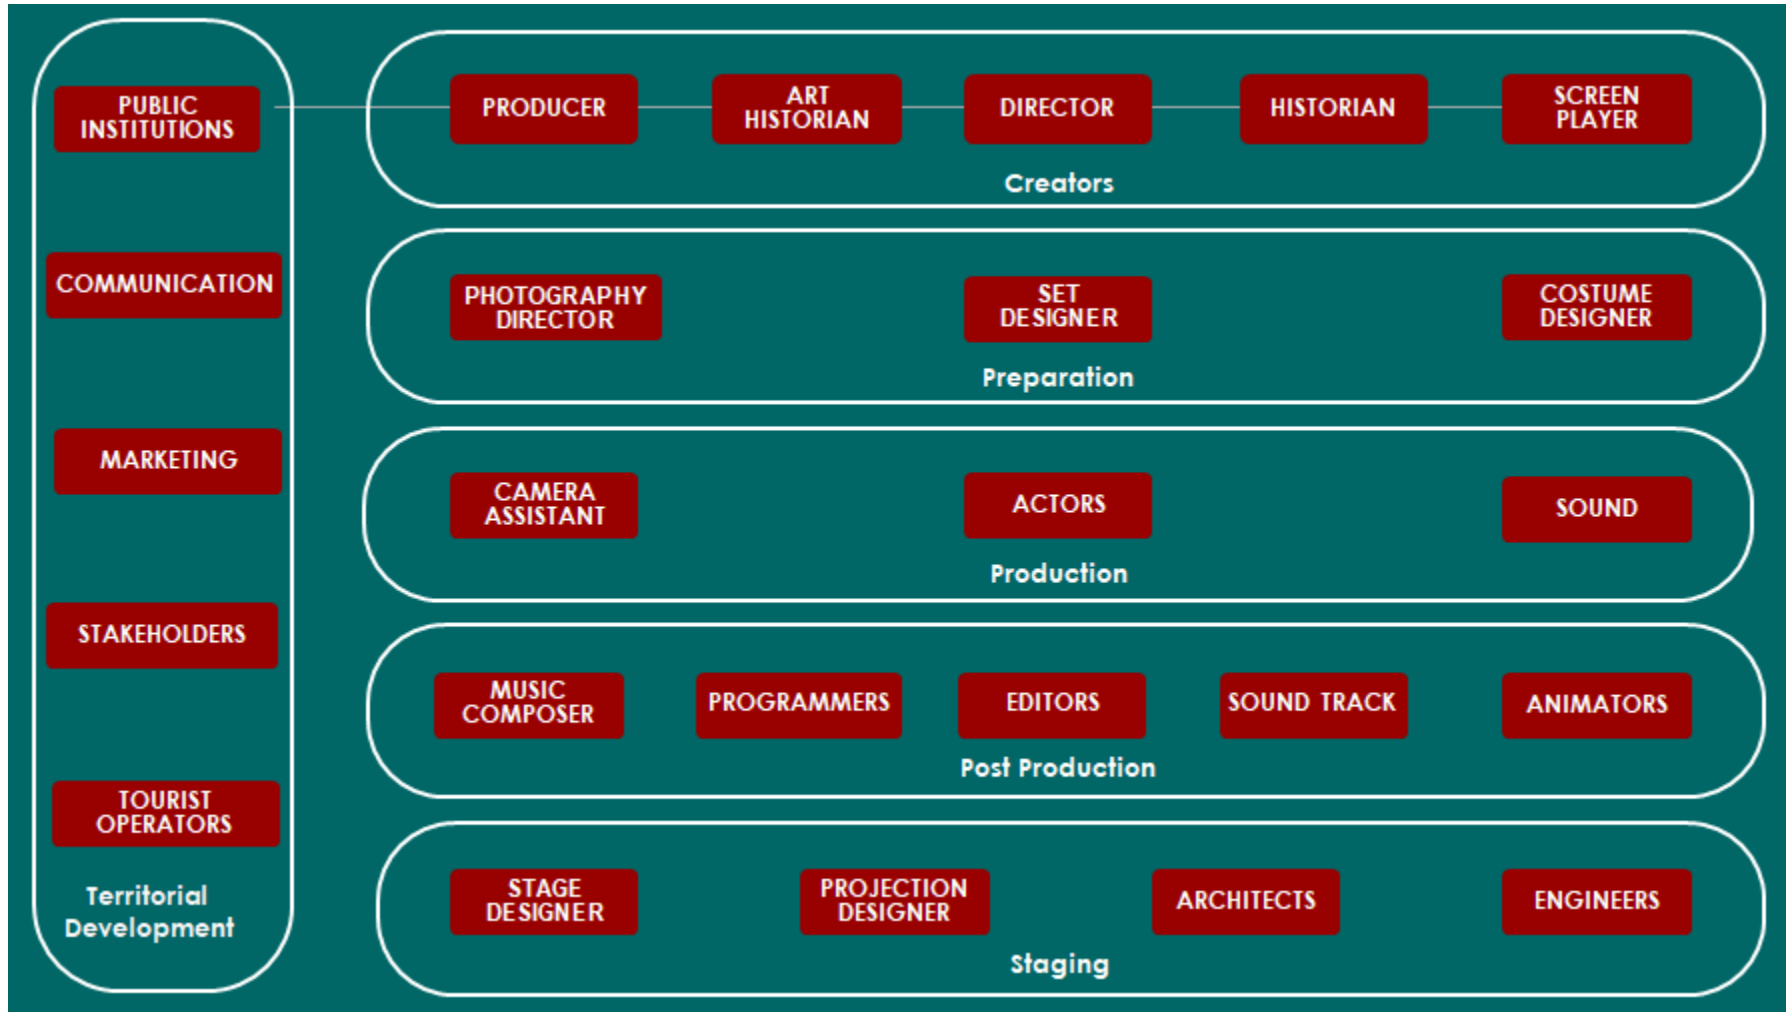 PUBLIC
INSTITUTIONS
COMMUNICATION
MARKETING
STAKEHOLDERS
TOURIST
OPERATORS
Territorial
Development
PRODUCER
ART
HISTORIAN
DIRECTOR
HISTORIAN
SCREEN
PLAYER
Creators
PHOTOGRAPHY
DIRECTOR
SET
DESIGNER
COSTUME
DESIGNER
Preparation
CAMERA
ASSISTANT
ACTORS
SOUND
Production
MUSIC
COMPOSER
PROGRAMMERS
EDITORS
SOUND TRACK
ANIMATORS
Post Production
STAGE
DESIGNER
PROJECTION
DESIGNER
ARCHITECTS
ENGINEERS
Staging